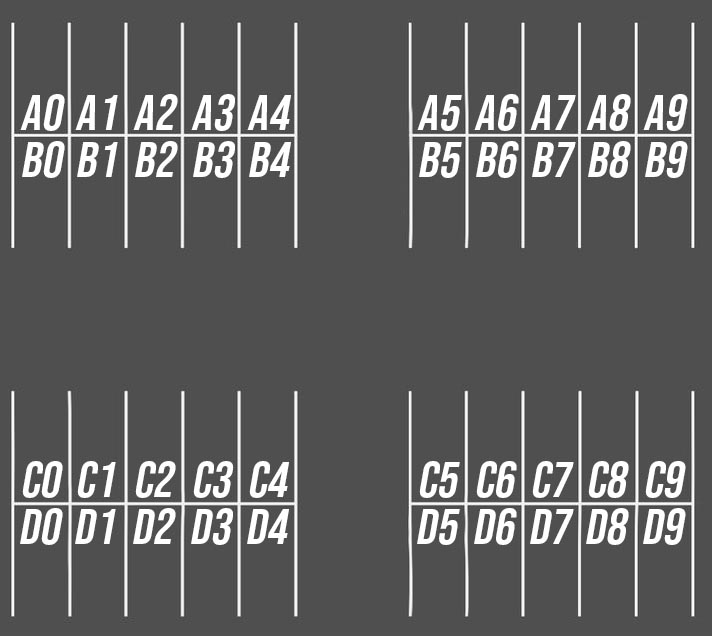 A0 A1 A2 A3 A4 A5 A6 A7 A8 A9
B0 B1 B2 B3 B4 B5 B6 B7 B8 B9
C0 C1 C2 C3 C4 C5 C6 C7 C8 C9
D0 D1 D2 D3 D4 D5 D6 D7 D8 D9